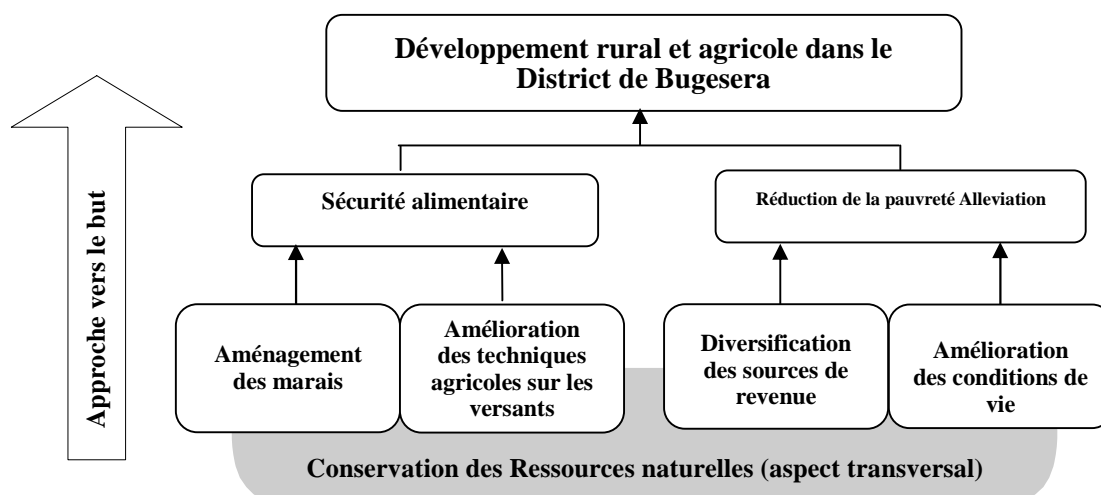 Développement rural et agricole dans le
District de Bugesera
Approche vers le but
Sécurité alimentaire
Réduction de la pauvreté Alleviation
Aménagement
des marais
Amélioration
des techniques
agricoles sur les
versants
Diversification
des sources de
revenue
Amélioration
des conditions de
vie
Conservation des Ressources naturelles (aspect transversal)